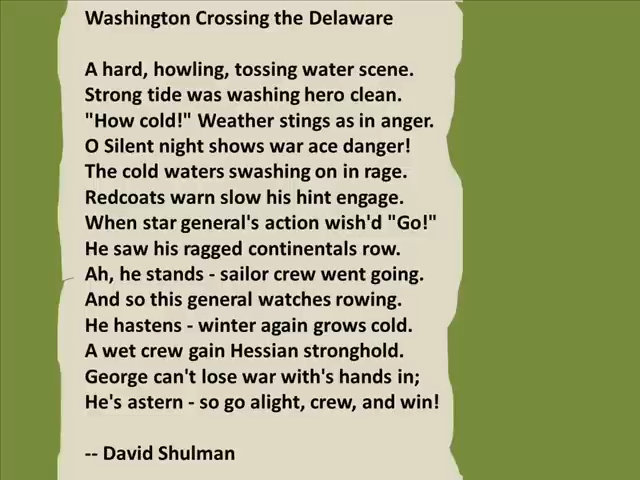 Washington Crossing the Delaware
A hard, howling, tossing water scene.
Strong tide was washing hero clean.
"How cold!" Weather stings as in anger.
O Silent night shows war ace danger!
The cold waters swashing on in rage.
Redcoats warn slow his hint engage.
When star general's action wish'd "Go!"
He saw his ragged continentals row.
Ah, he stands - sailor crew went going.
And so this general watches rowing.
He hastens - winter again grows cold.
A wet crew gain Hessian stronghold.
George can't lose war with's hands in;
He's astern - so go alight, crew, and win!
-- David Shulman